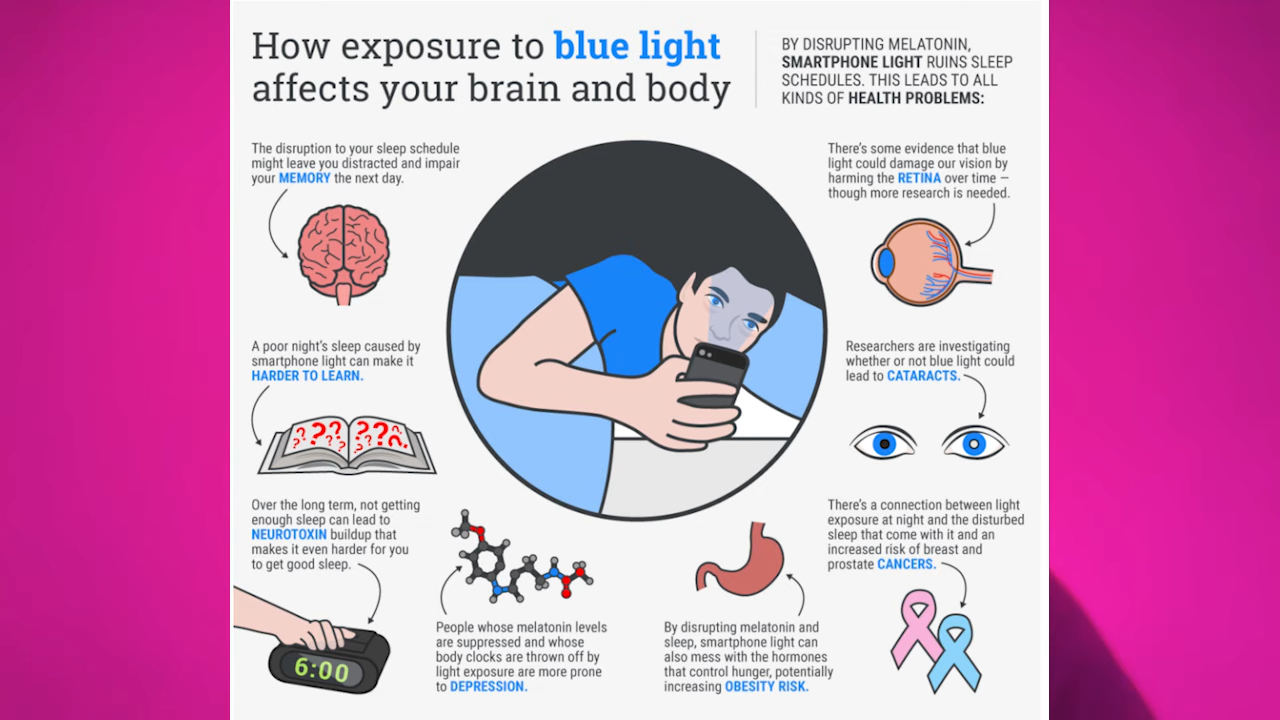 How exposure to blue light
affects your brain and body
BY DISRUPTING MELATONIN,
SMARTPHONE LIGHT RUINS SLEEP
SCHEDULES. THIS LEADS TO ALL
KINDS OF HEALTH PROBLEMS:
The disruption to your sleep schedule
might leave you distracted and impair
your MEMORY the next day.
There's some evidence that blue
light could damage our vision by
harming the RETINA over time –
though more research is needed.
A poor night's sleep caused by
smartphone light can make it
HARDER TO LEARN.
Researchers are investigating
whether or not blue light could
lead to CATARACTS.
???? ????
Over the long term, not getting
enough sleep can lead to
NEUROTOXIN buildup that
makes it even harder for you
to get good sleep.
There's a connection between light
exposure at night and the disturbed
sleep that come with it and an
increased risk of breast and
prostate CANCERS.
6:00
People whose melatonin levels
are suppressed and whose
body clocks are thrown off by
light exposure are more prone
to DEPRESSION.
By disrupting melatonin and
sleep, smartphone light can
also mess with the hormones
that control hunger, potentially
increasing OBESITY RISK.